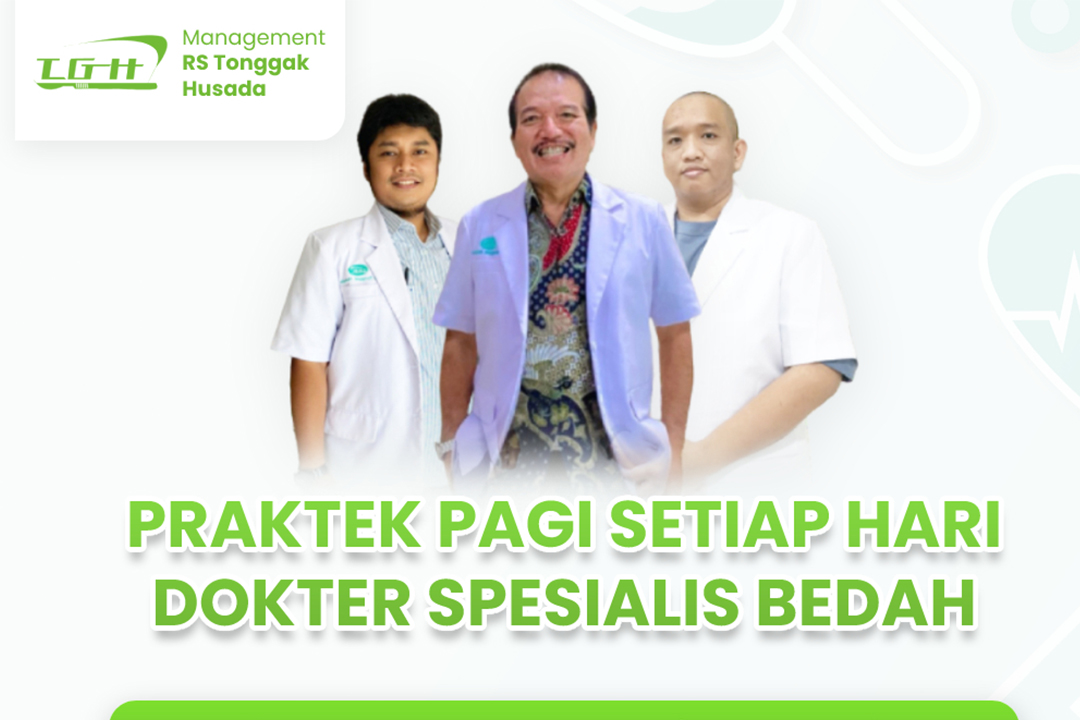 TGH
Management
RS Tonggak
Husada
PRAKTEK PAGI SETIAP HARI
DOKTER SPESIALIS BEDAH